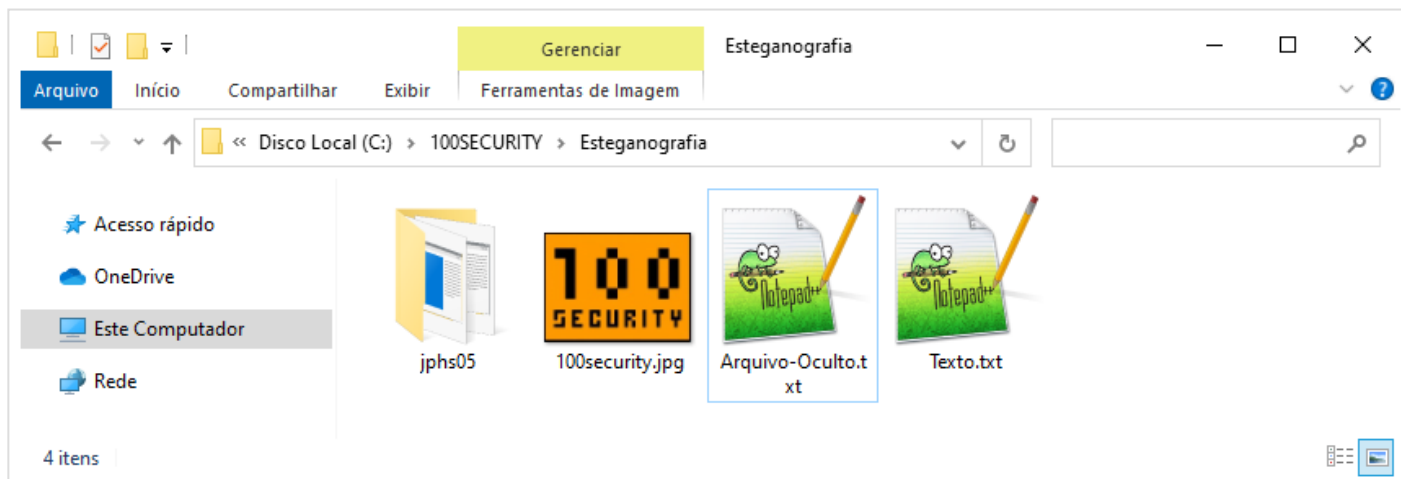 Gerenciar
Esteganografia
Arquivo
Início
Compartilhar
Exibir
Ferramentas de Imagem
?
« Disco Local (C:) > 100SECURITY > Esteganografia
Acesso rápido
OneDrive
Este Computador
Rede
100
SECURITY
Notepad++
Notepad++
jphs05
100security.jpg
Arquivo-Oculto.t
xt
Texto.txt
4 itens